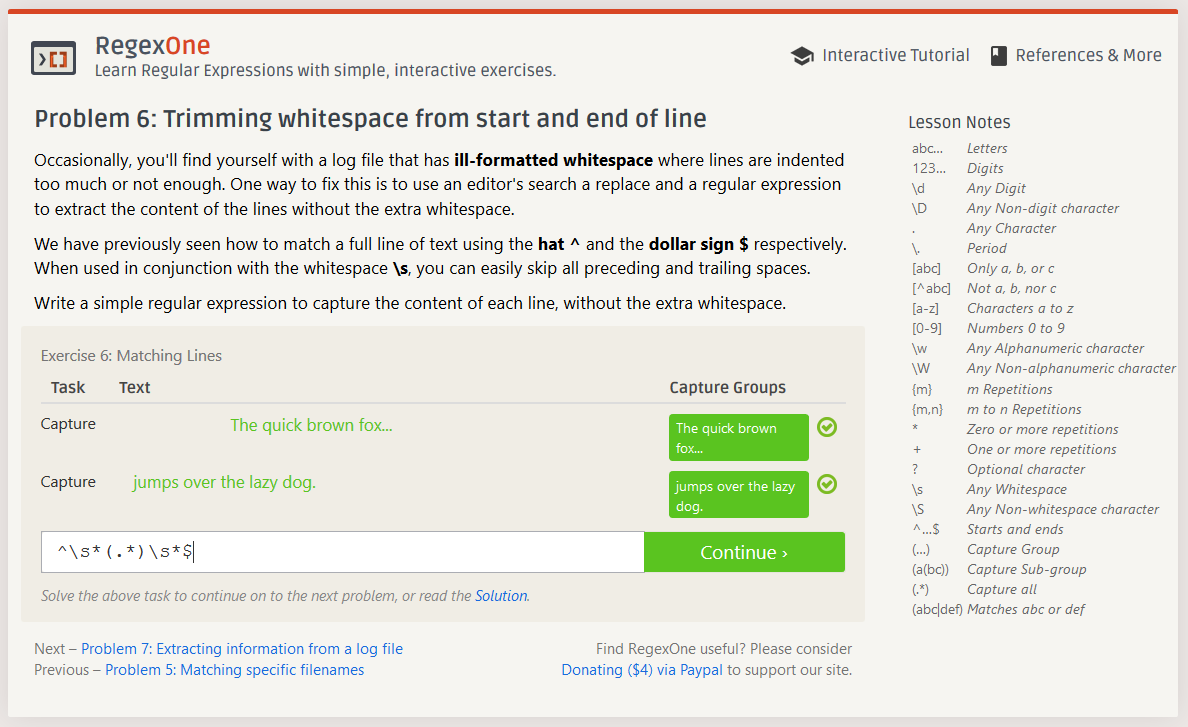 RegexOne
Learn Regular Expressions with simple, interactive exercises.
Interactive Tutorial
References & More
Problem 6: Trimming whitespace from start and end of line
Occasionally, you'll find yourself with a log file that has ill-formatted whitespace where lines are indented
too much or not enough. One way to fix this is to use an editor's search a replace and a regular expression
to extract the content of the lines without the extra whitespace.
We have previously seen how to match a full line of text using the hat ^ and the dollar sign $ respectively.
When used in conjunction with the whitespace \s, you can easily skip all preceding and trailing spaces.
Write a simple regular expression to capture the content of each line, without the extra whitespace.
Exercise 6: Matching Lines
Task Text Capture Groups
Capture The quick brown fox... The quick brown
fox...
Capture jumps over the lazy dog. jumps over the lazy
dog.
^\s*(.*)\s*$
Continue ›
Solve the above task to continue on to the next problem, or read the Solution.
Next – Problem 7: Extracting information from a log file
Previous – Problem 5: Matching specific filenames
Find RegexOne useful? Please consider
Donating ($4) via Paypal to support our site.
Lesson Notes
abc… Letters
123… Digits
\d Any Digit
\D Any Non-digit character
. Any Character
\. Period
[abc] Only a, b, or c
[^abc] Not a, b, nor c
[a-z] Characters a to z
[0-9] Numbers 0 to 9
\w Any Alphanumeric character
\W Any Non-alphanumeric character
{m} m Repetitions
{m,n} m to n Repetitions
* Zero or more repetitions
+ One or more repetitions
? Optional character
\s Any Whitespace
\S Any Non-whitespace character
^…$ Starts and ends
(…) Capture Group
(a(bc)) Capture Sub-group
(.*) Capture all
(abc|def) Matches abc or def